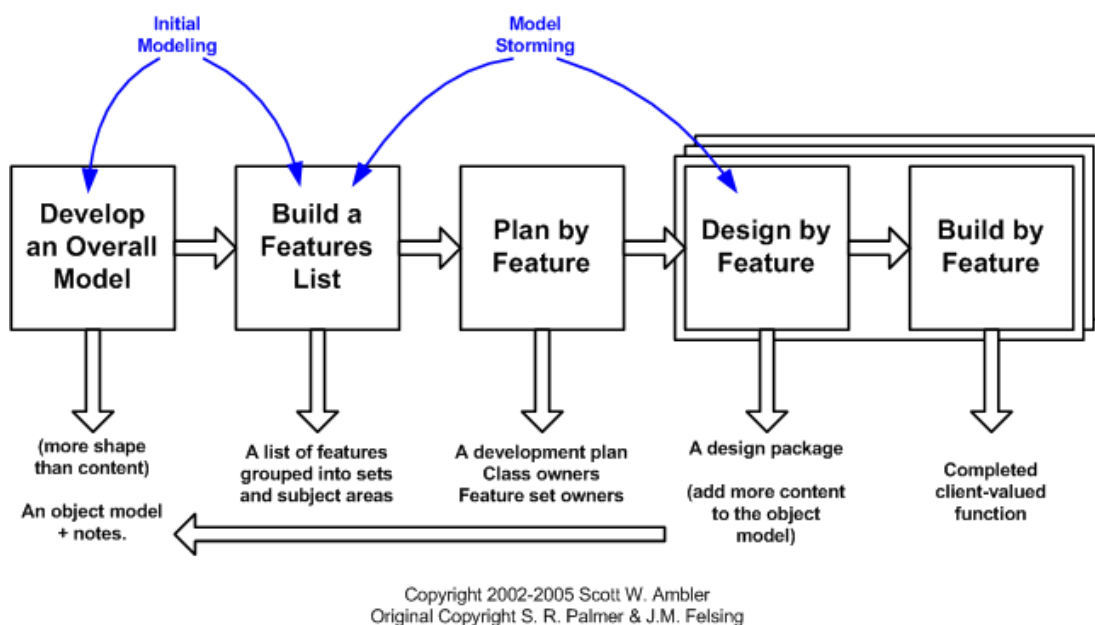 Initial
Modeling
Model
Storming
Develop
an Overall
Model
Build a
Features
List
Plan by
Feature
Design by
Feature
Build by
Feature
(more shape
than content)
An object model
+ notes.
A list of features
grouped into sets
and subject areas
A development plan
Class owners
Feature set owners
A design package
(add more content
to the object
model)
Completed
client-valued
function
Copyright 2002-2005 Scott W. Ambler
Original Copyright S. R. Palmer & J.M. Felsing